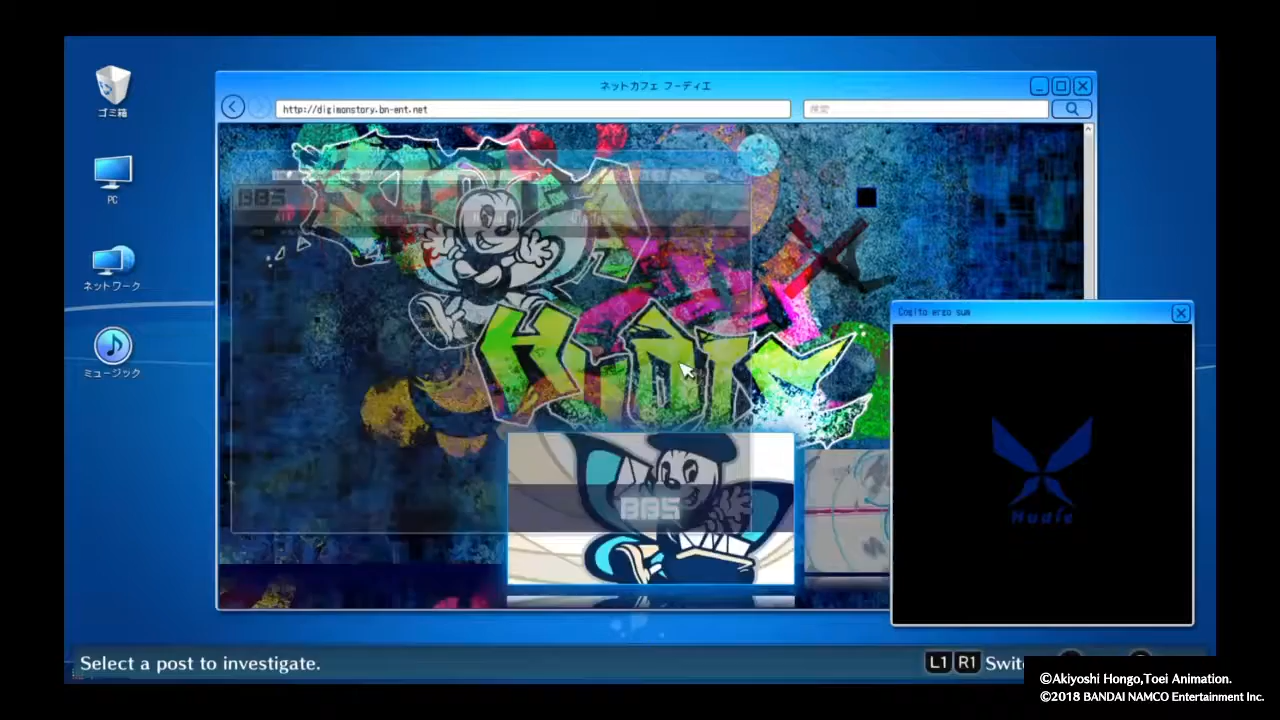 ゴミ箱
PC
ネットワーク
ミュージック
ネットカフェ フーディエ
http://digimonstory.bn-ent.net
検索
BBS
Hudie
BBS
Cogito ergo sum
Hudie
Select a post to investigate.
L1 R1
©Akiyoshi Hongo,Toei Animation.
©2018 BANDAI NAMCO Entertainment Inc.